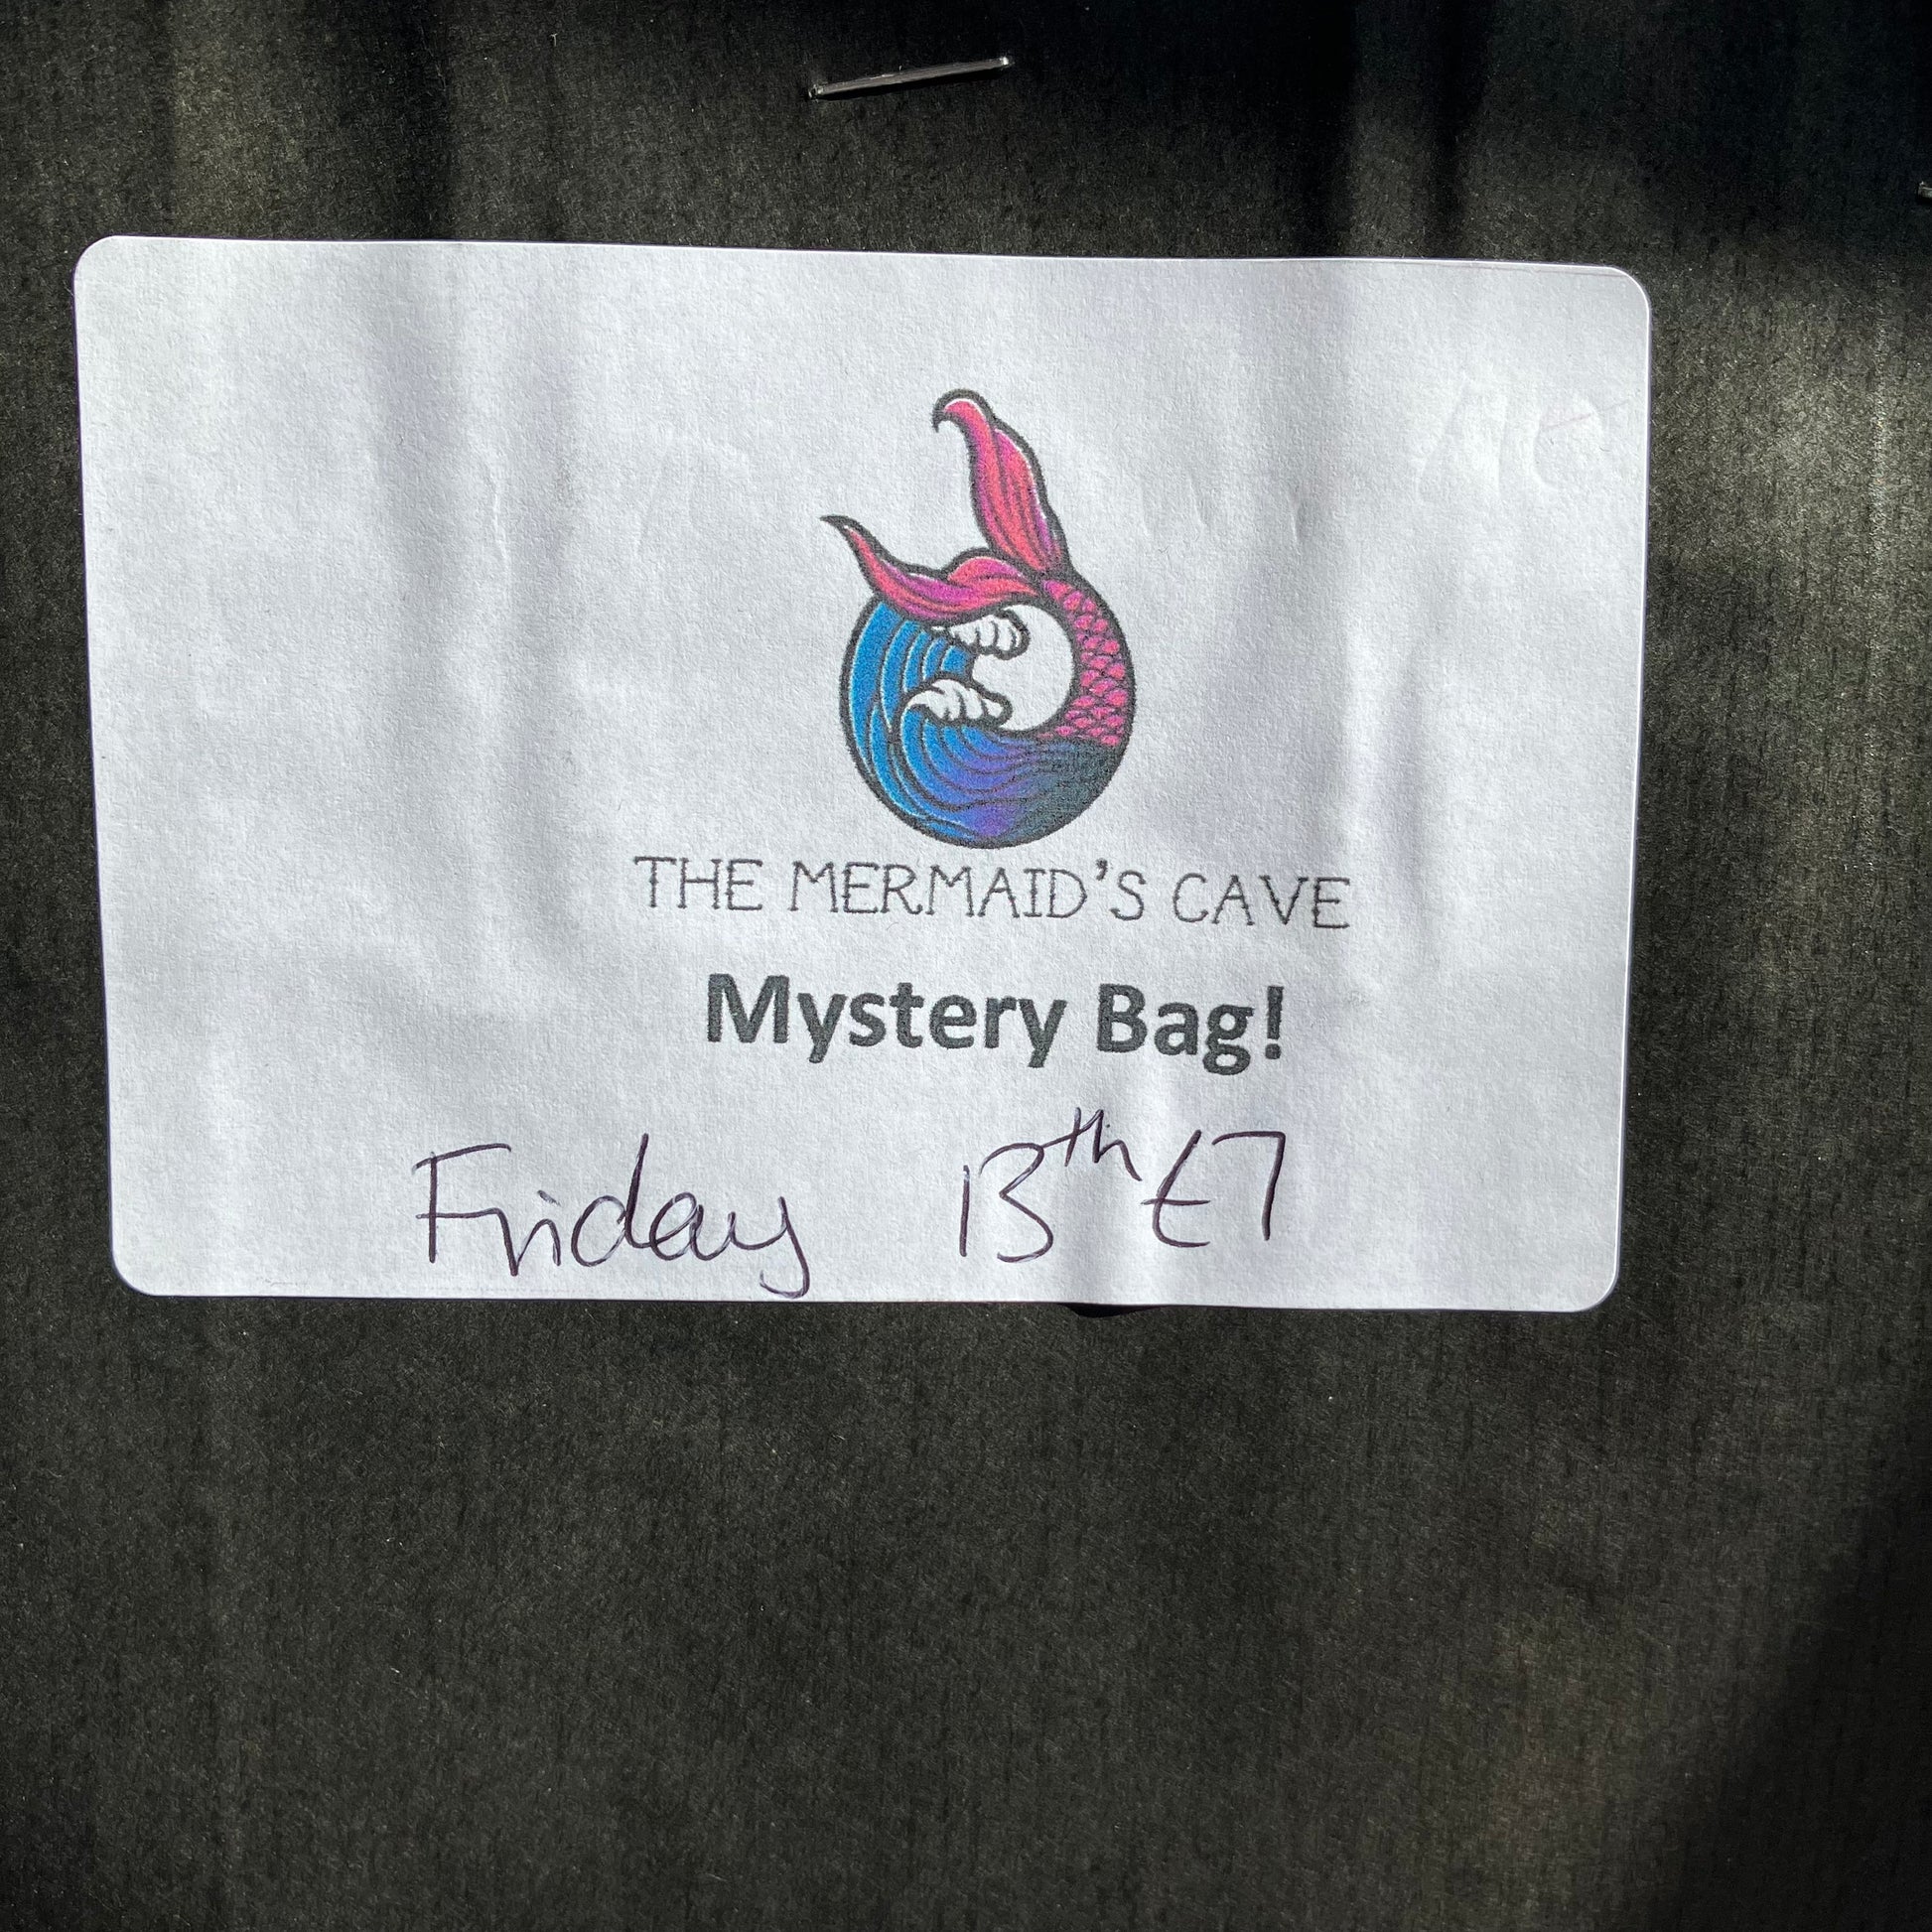 THE MERMAID'S CAVE
Mystery Bag!
Friday 13th £7